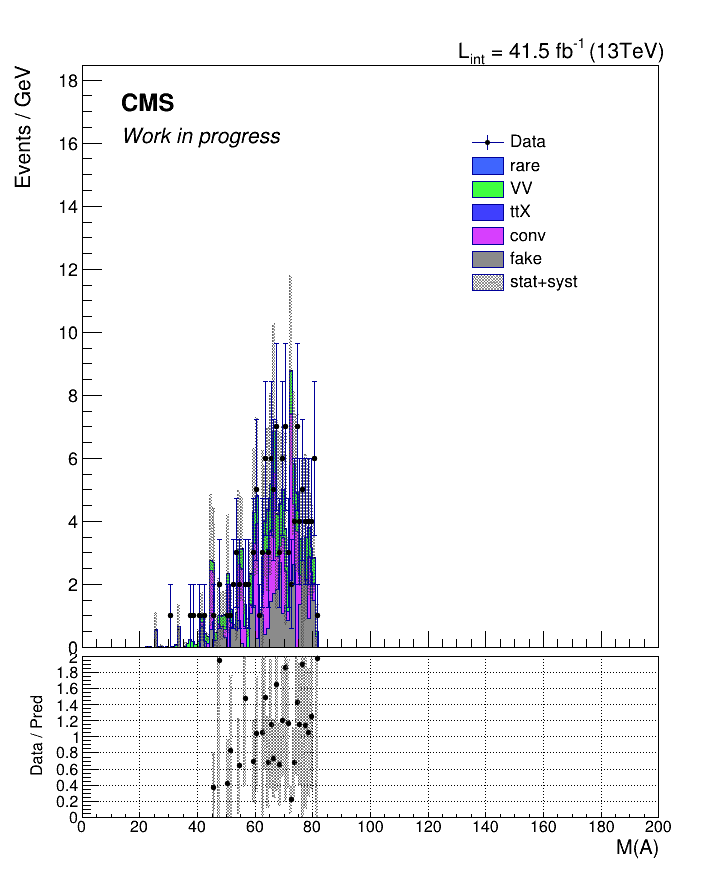 L_int = 41.5 fb⁻¹ (13TeV)
Events / GeV
18
16
14
12
10
8
6
4
2
0
CMS
Work in progress
Data
rare
VV
ttX
conv
fake
stat+syst
Data / Pred
2
1.8
1.6
1.4
1.2
1
0.8
0.6
0.4
0.2
0
0 20 40 60 80 100 120 140 160 180 200
M(A)